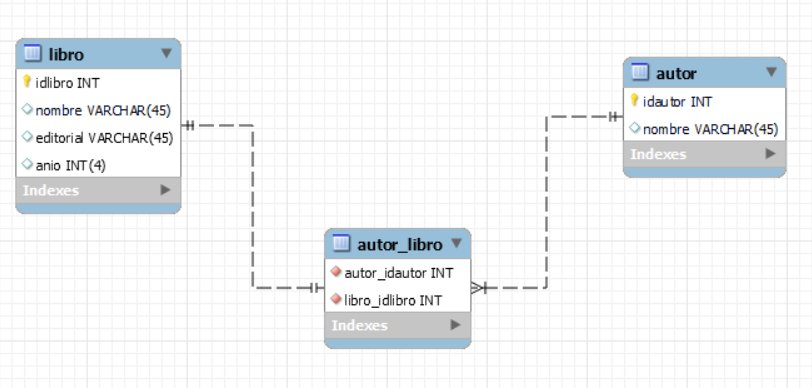 libro
idlibro INT
nombre VARCHAR(45)
editorial VARCHAR(45)
anio INT(4)
Indexes
autor
idautor INT
nombre VARCHAR(45)
Indexes
autor_libro
autor_idautor INT
libro_idlibro INT
Indexes